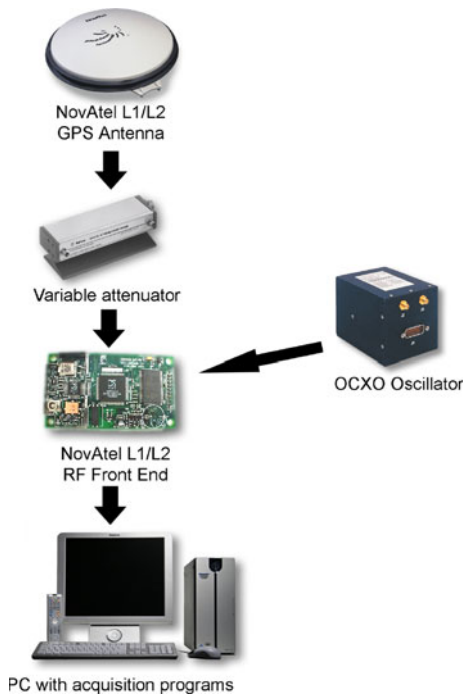 NovAtel L1/L2
GPS Antenna
Variable attenuator
OCXO Oscillator
NovAtel L1/L2
RF Front End
PC with acquisition programs